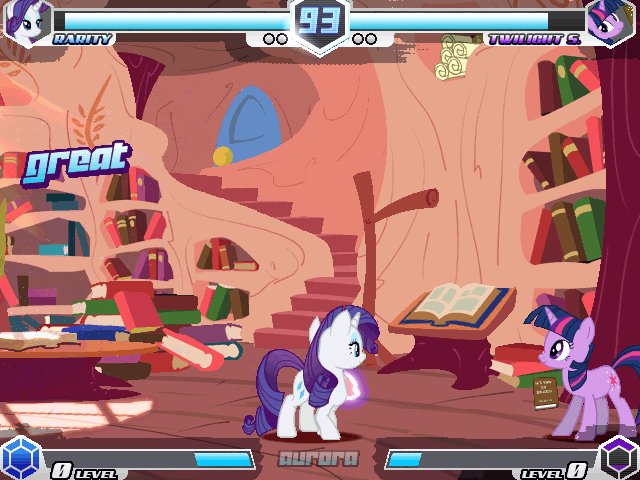 93
RARITY
TWILIGHT S.
great
0 LEVEL
aurora
LEVEL 0